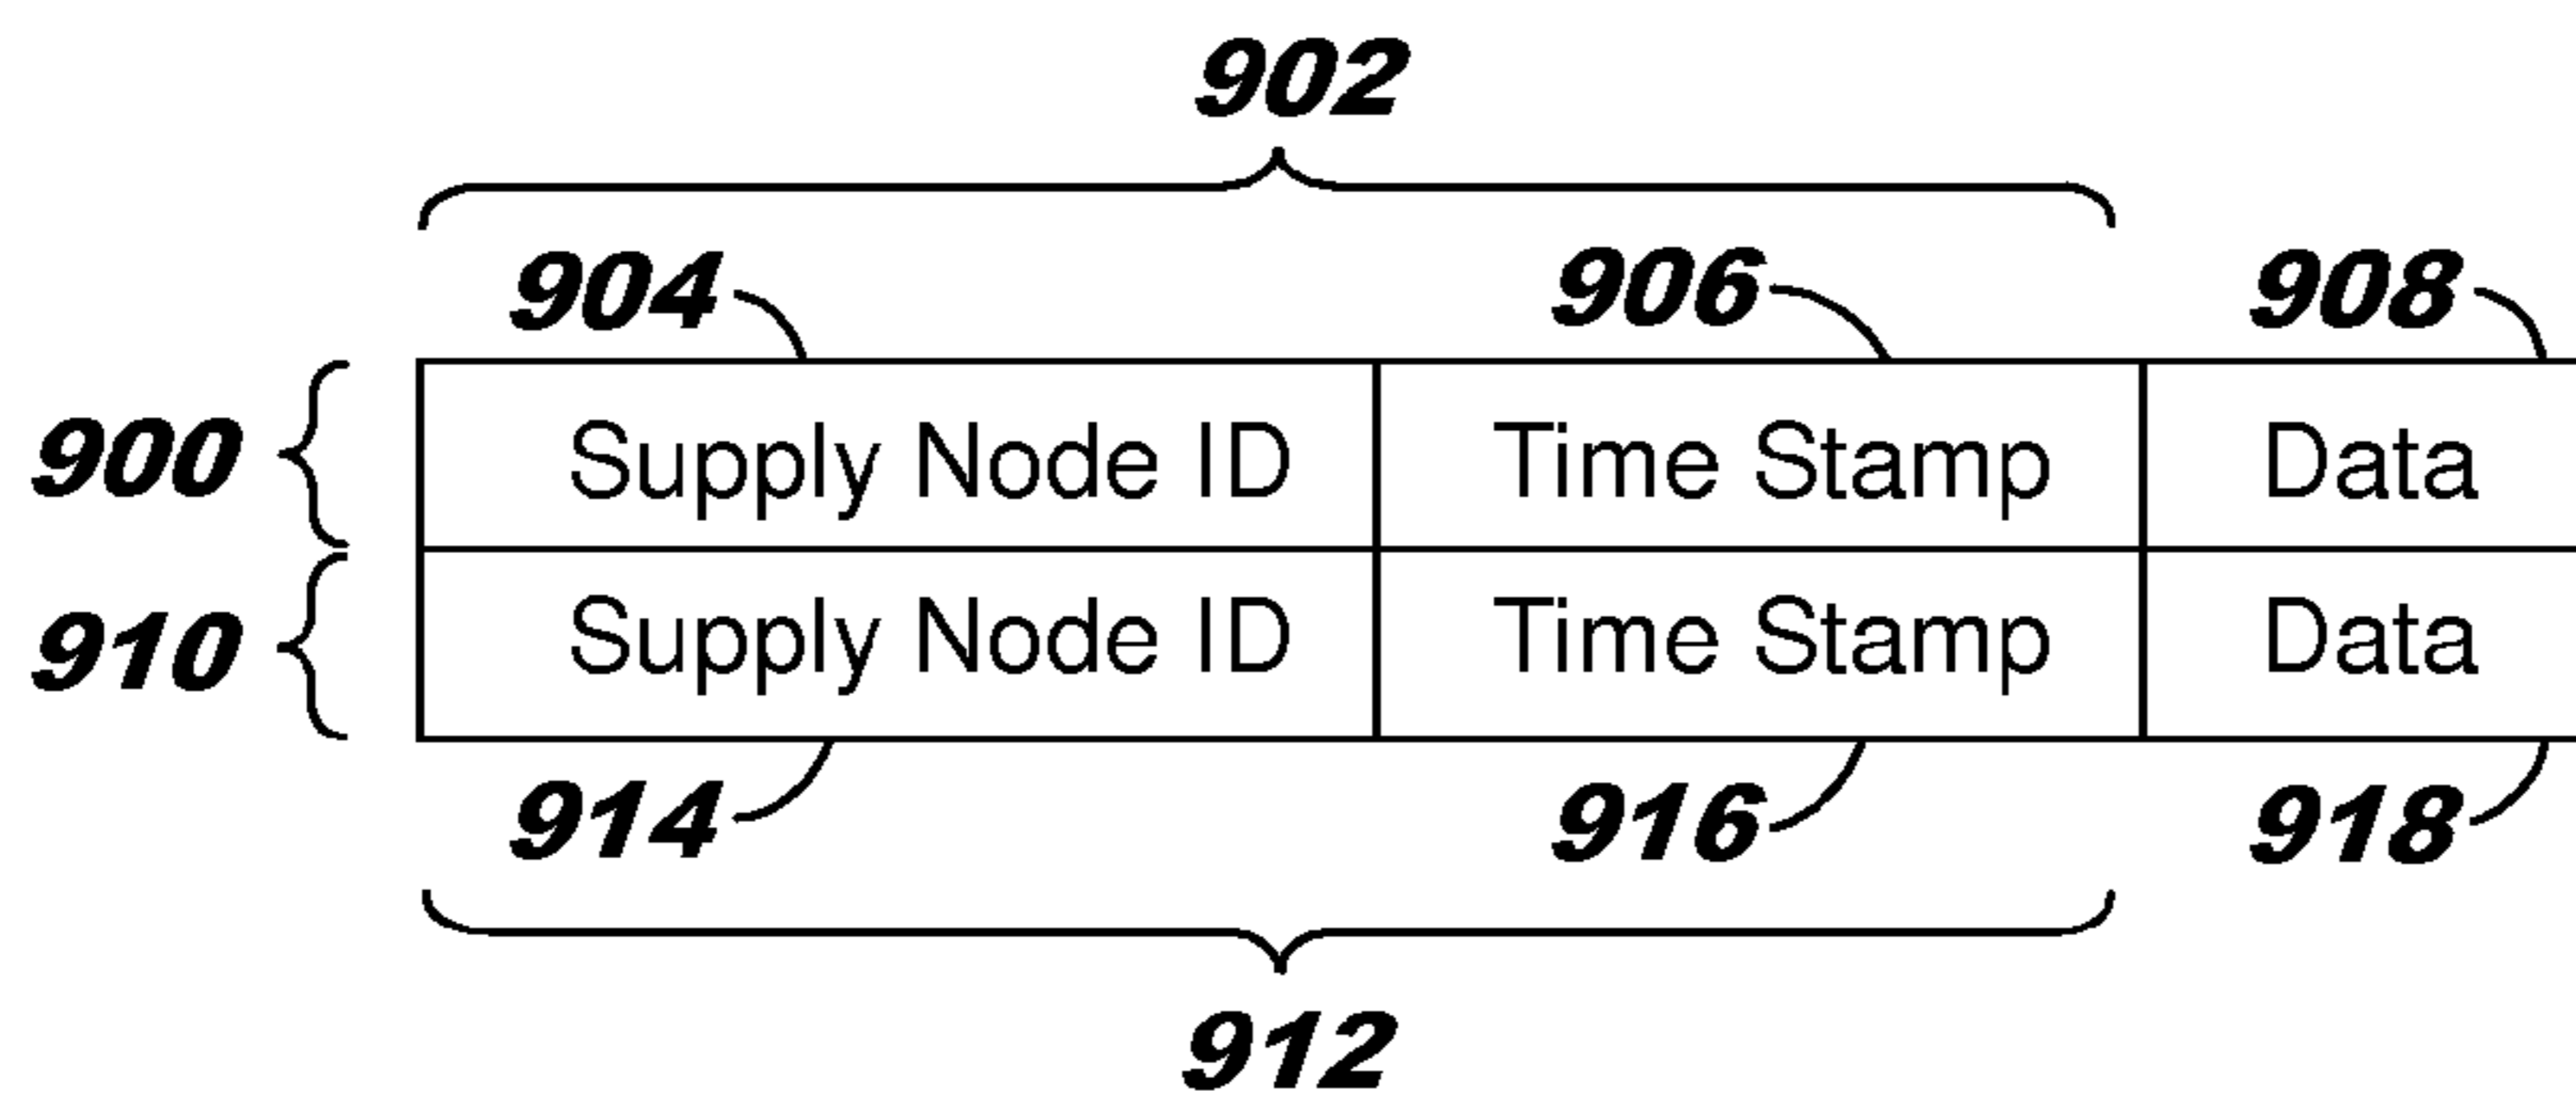 902
904 906 908
900 Supply Node ID Time Stamp Data
910 Supply Node ID Time Stamp Data
914 916 918
912